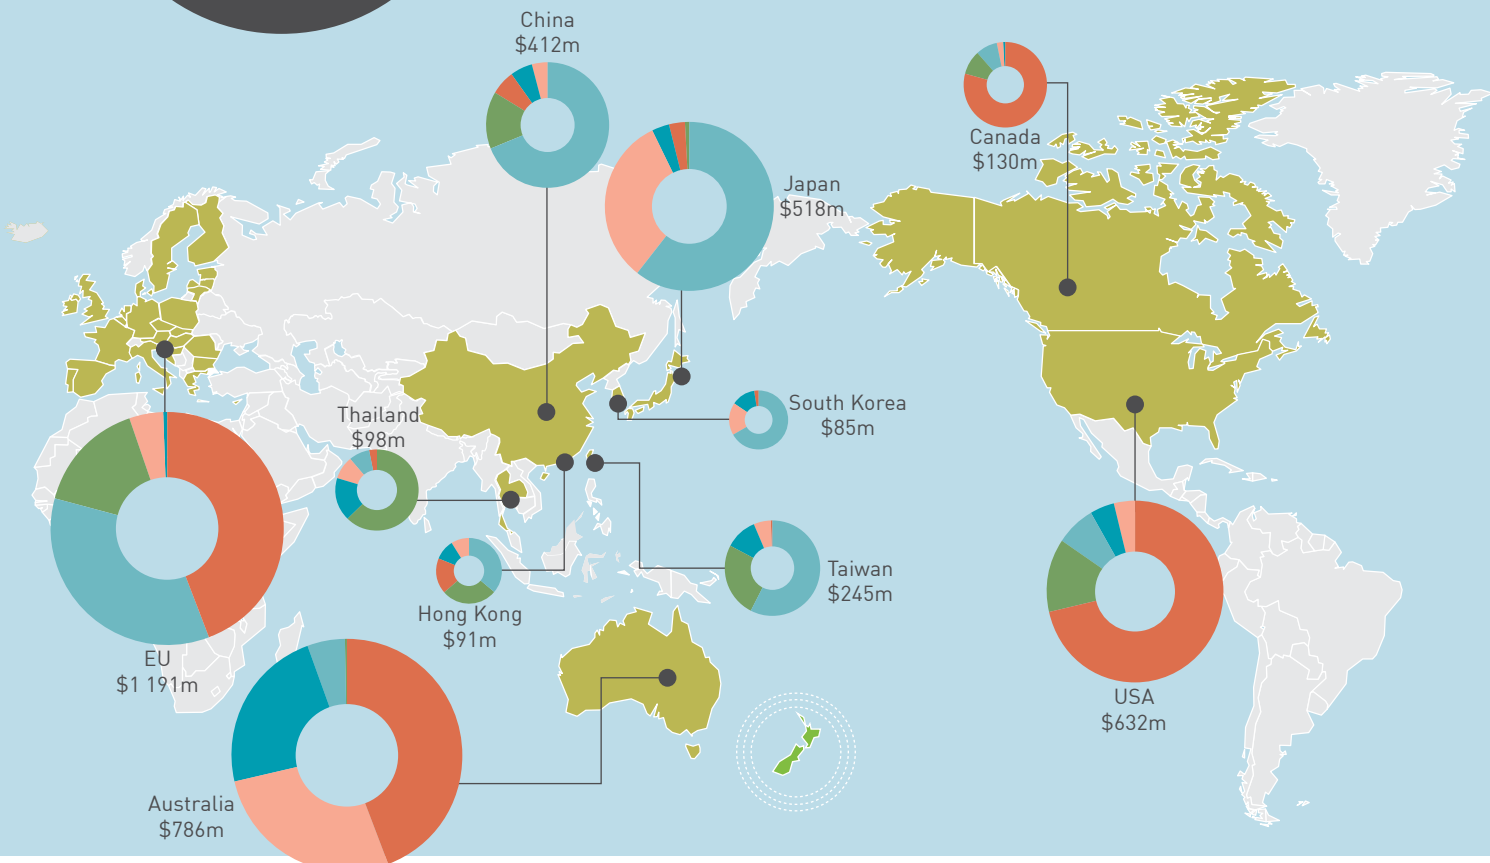 China
$412m
Canada
$130m
Japan
$518m
South Korea
$85m
Thailand
$98m
Taiwan
$245m
Hong Kong
$91m
EU
$1 191m
USA
$632m
Australia
$786m